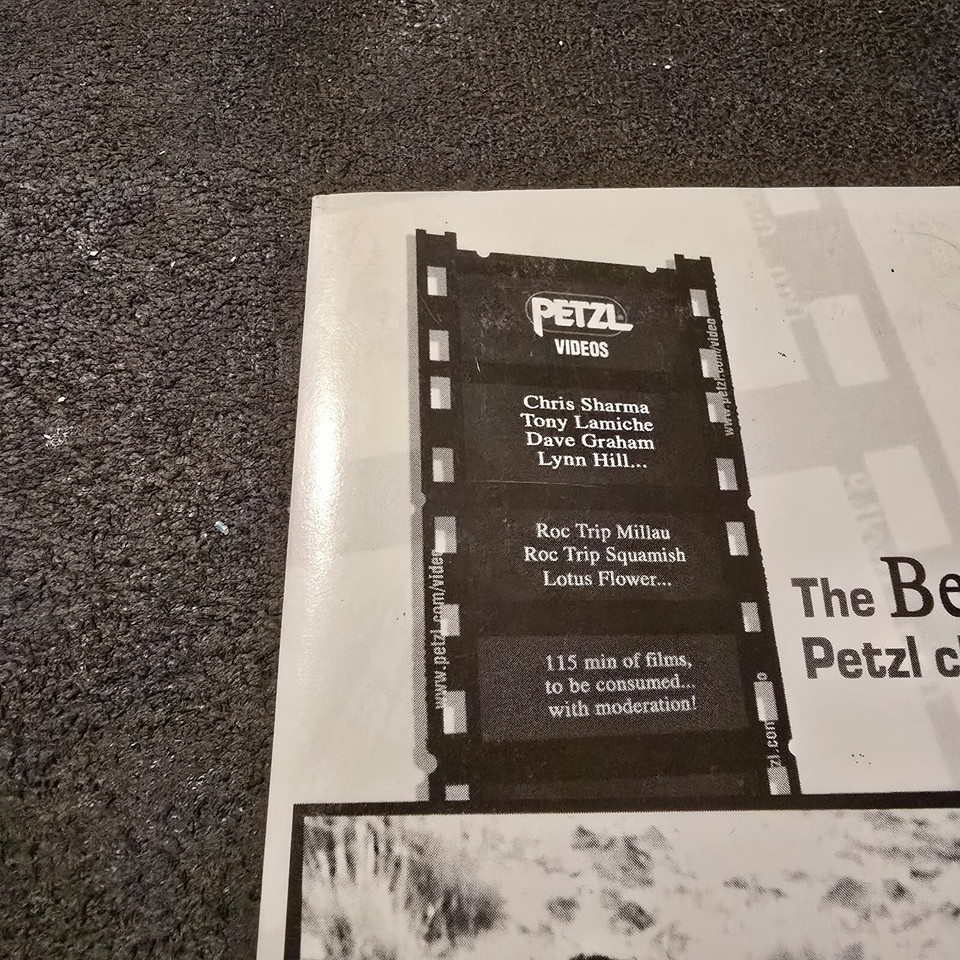 PETZL
VIDEOS
Chris Sharma
Tony Lamiche
Dave Graham
Lynn Hill...
Roc Trip Millau
Roc Trip Squamish
Lotus Flower...
115 min of films,
to be consumed...
with moderation!
www.petzl.com/video
www.petzl.com/video
The Be
Petzl c